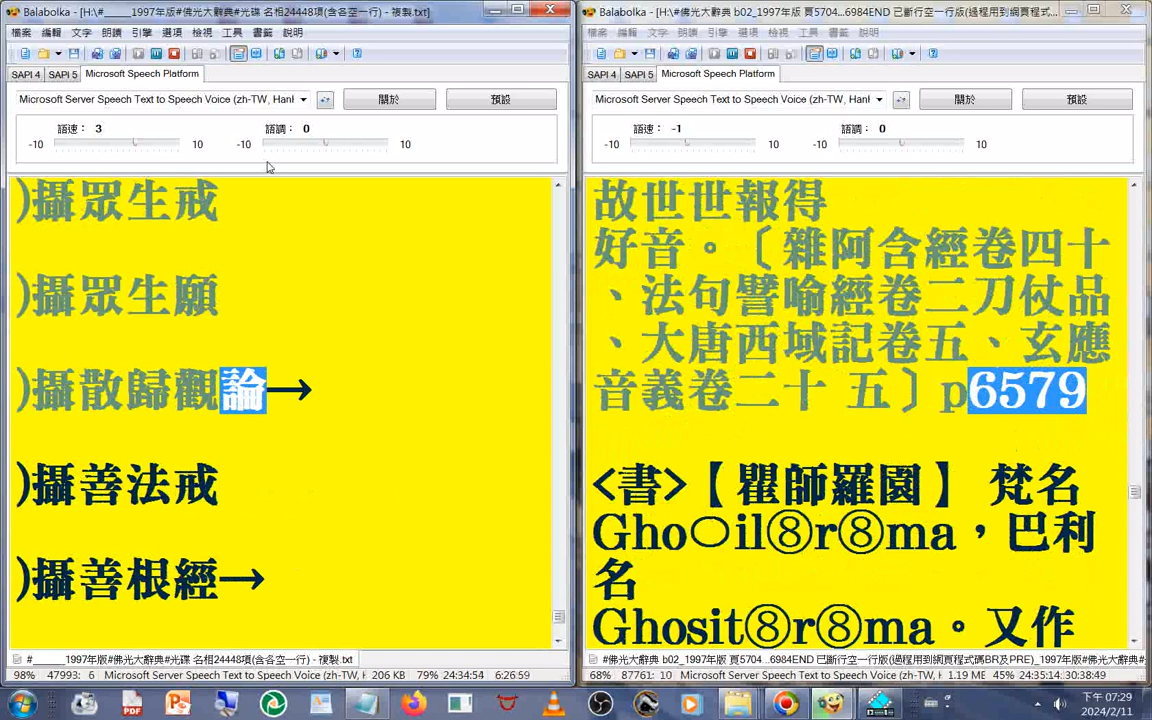 Balabolka - [H:\#_____1997年版#佛光大辭典#光碟 名相24448項(含各空一行) - 複製.txt]
檔案 編輯 文字 朗讀 引擎 選項 檢視 工具 書籤 說明
SAPI 4 SAPI 5 Microsoft Speech Platform
Microsoft Server Speech Text to Speech Voice (zh-TW, HanI
關於
預設
語速： 3
-10 10
語調： 0
-10 10
)攝眾生戒
)攝眾生願
)攝散歸觀論→
)攝善法戒
)攝善根經→
#_____1997年版#佛光大辭典#光碟 名相24448項(含各空一行) - 複製.txt
98% 47993: 6 Microsoft Server Speech Text to Speech Voice (zh-TW, H 206 KB 79% 24:34:54 6:26:59
Balabolka - [H:\#佛光大辭典 b02_1997年版 頁5704...6984END 已斷行空一行版(過程用到網頁程式...
檔案 編輯 文字 朗讀 引擎 選項 檢視 工具 書籤 說明
SAPI 4 SAPI 5 Microsoft Speech Platform
Microsoft Server Speech Text to Speech Voice (zh-TW, HanI
關於
預設
語速： -1
-10 10
語調： 0
-10 10
故世世報得
好音。〔雜阿含經卷四十
、法句譬喻經卷二刀仗品
、大唐西域記卷五、玄應
音義卷二十 五〕p6579
<書>【瞿師羅園】 梵名
Gho〇il⑧r⑧ma，巴利
名
Ghosit⑧r⑧ma。又作
#佛光大辭典 b02_1997年版 頁5704...6984END 已斷行空一行版(過程用到網頁程式碼BR及PRE)_1997年版#
68% 87761: 10 Microsoft Server Speech Text to Speech Voice (zh-TW, H 1.19 ME 45% 24:35:14:30:38:49
下午 07:29
2024/2/11